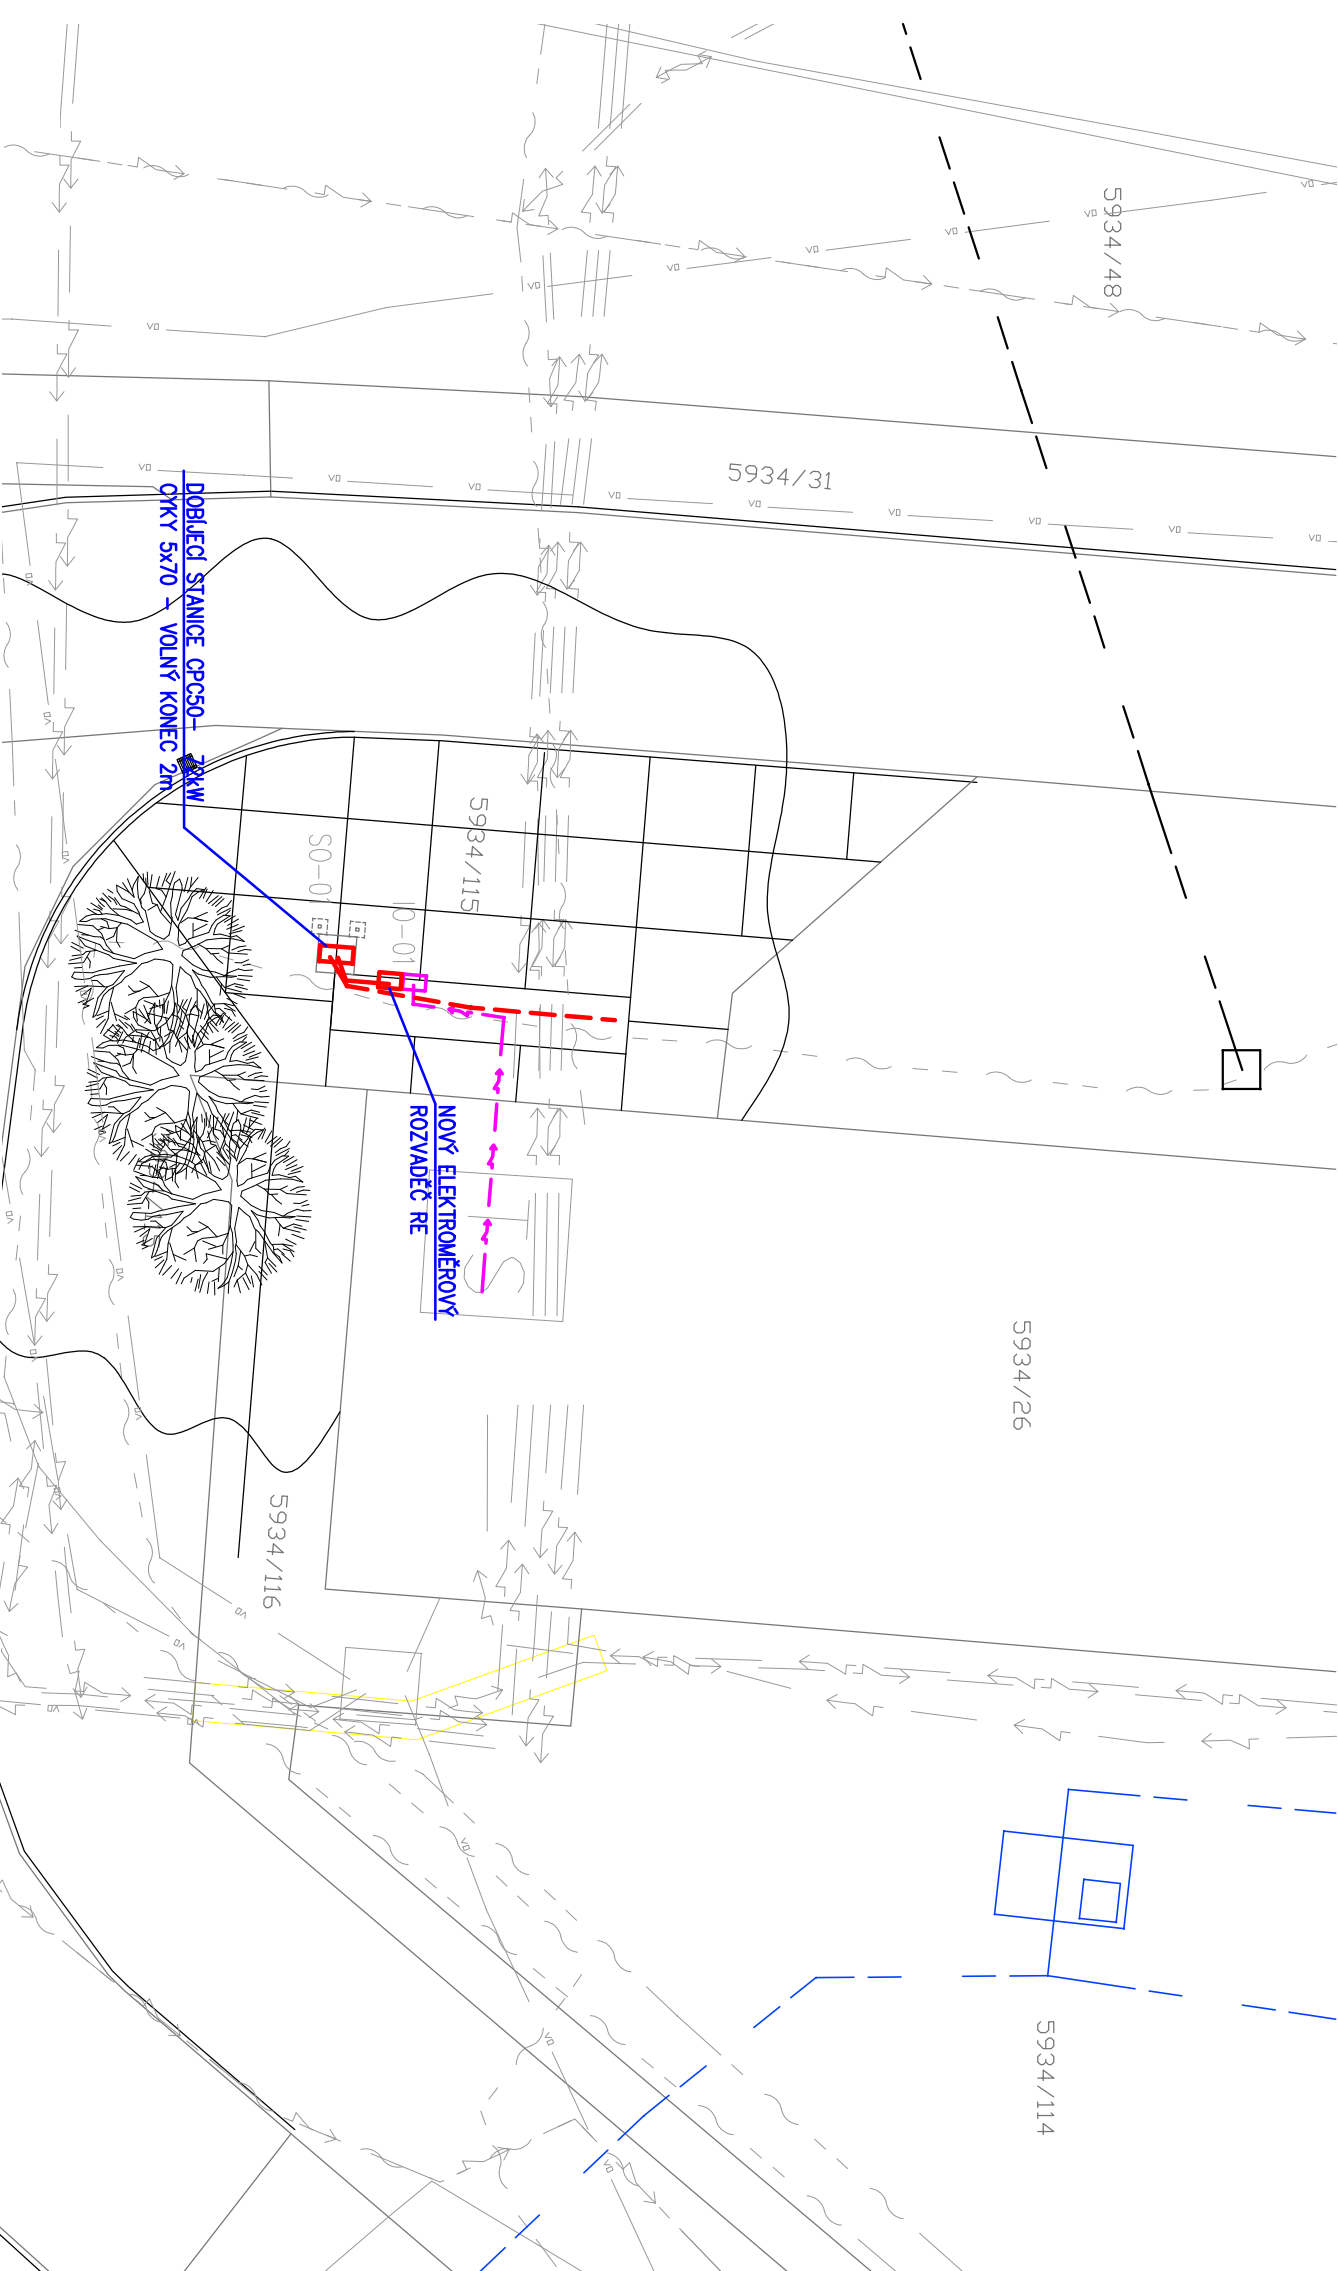 5934/48
5934/31
DOBÍJECÍ STANICE CPC50- 72kW
CYKY 5x70 - VOLNÝ KONEC 2m
5934/115
SO-01
IO-01
NOVÝ ELEKTROMĚROVÝ
ROZVADĚČ RE
5934/26
5934/116
5934/114